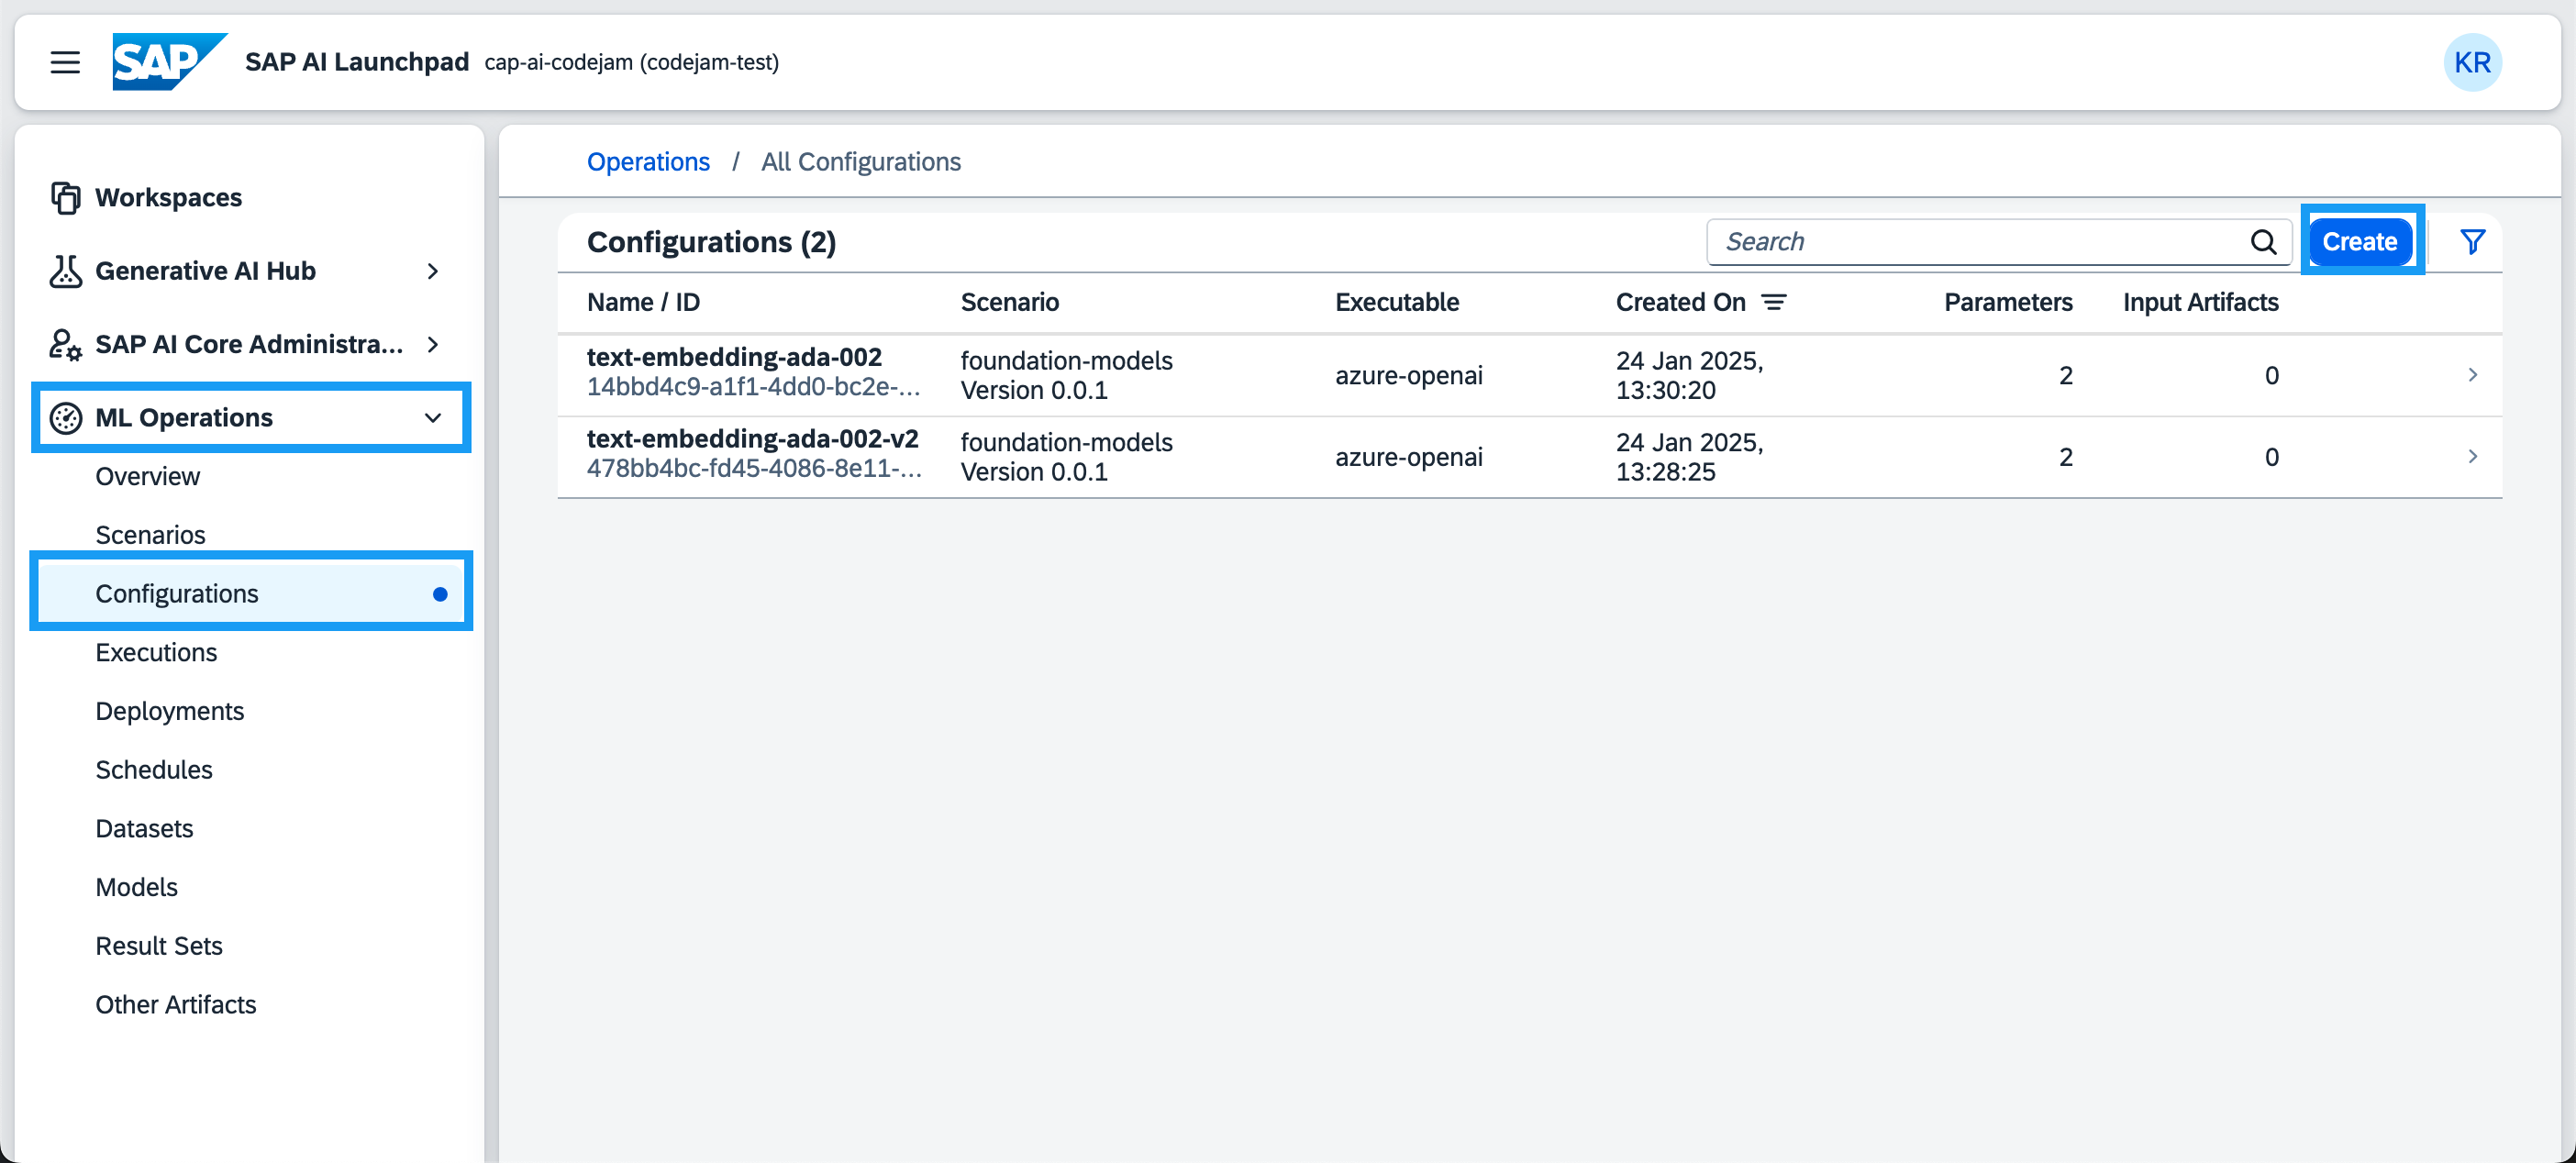 SAP SAP AI Launchpad cap-ai-codejam (codejam-test) KR
Workspaces
Generative AI Hub
SAP AI Core Administra...
ML Operations
Overview
Scenarios
Configurations
Executions
Deployments
Schedules
Datasets
Models
Result Sets
Other Artifacts
Operations / All Configurations
Configurations (2) Search Create
Name / ID Scenario Executable Created On Parameters Input Artifacts
text-embedding-ada-002 foundation-models azure-openai 24 Jan 2025, 2 0
14bbd4c9-a1f1-4dd0-bc2e-... Version 0.0.1 13:30:20
text-embedding-ada-002-v2 foundation-models azure-openai 24 Jan 2025, 2 0
478bb4bc-fd45-4086-8e11-... Version 0.0.1 13:28:25